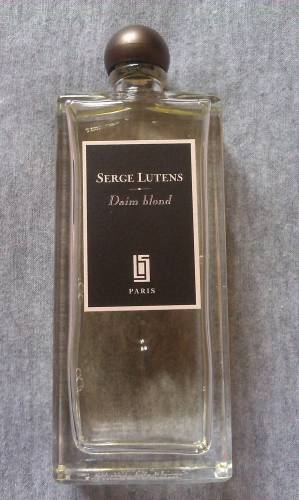 SERGE LUTENS
Daim blond
PARIS